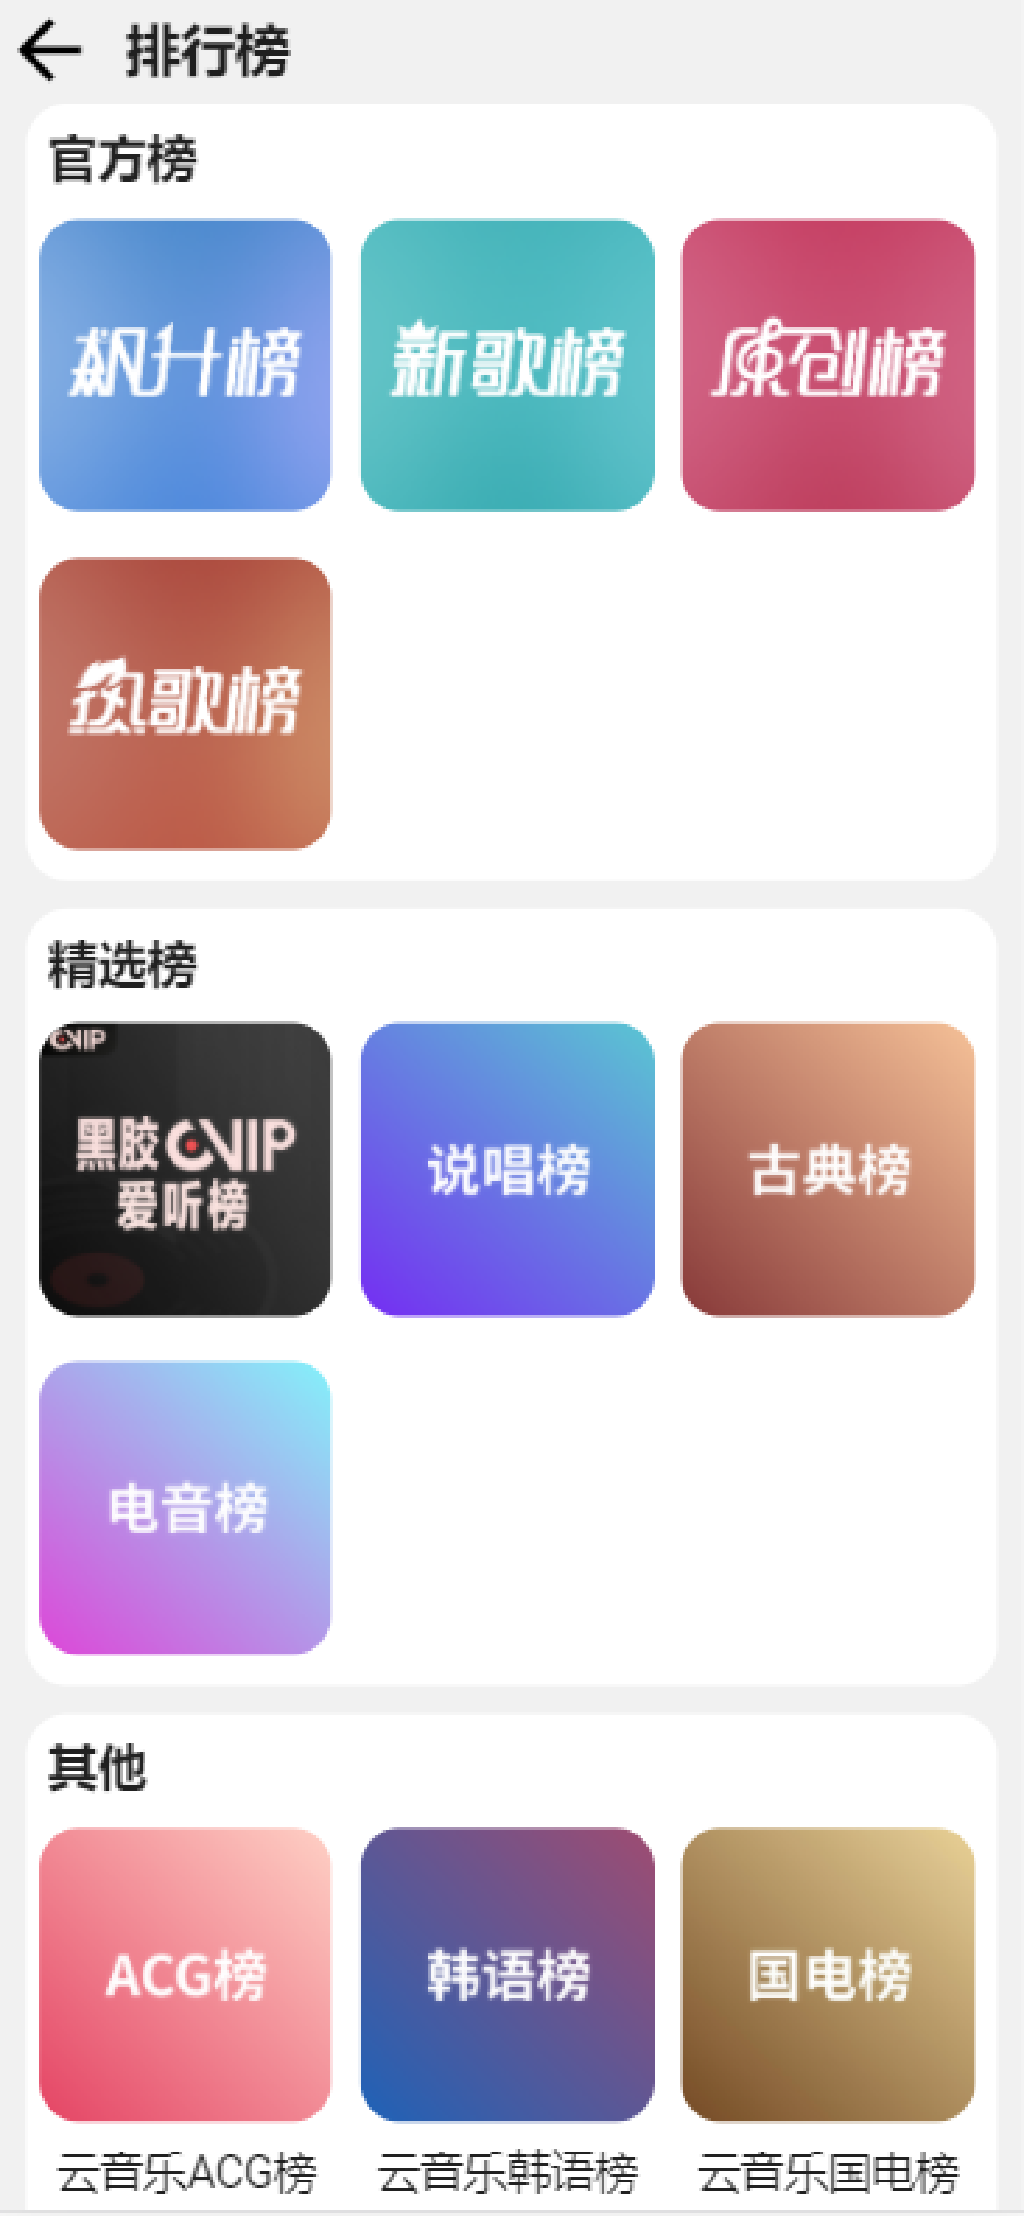 排行榜
官方榜
飙升榜
新歌榜
原创榜
热歌榜
精选榜
VIP
黑胶VIP
爱听榜
说唱榜
古典榜
电音榜
其他
ACG榜
韩语榜
国电榜
云音乐ACG榜
云音乐韩语榜
云音乐国电榜